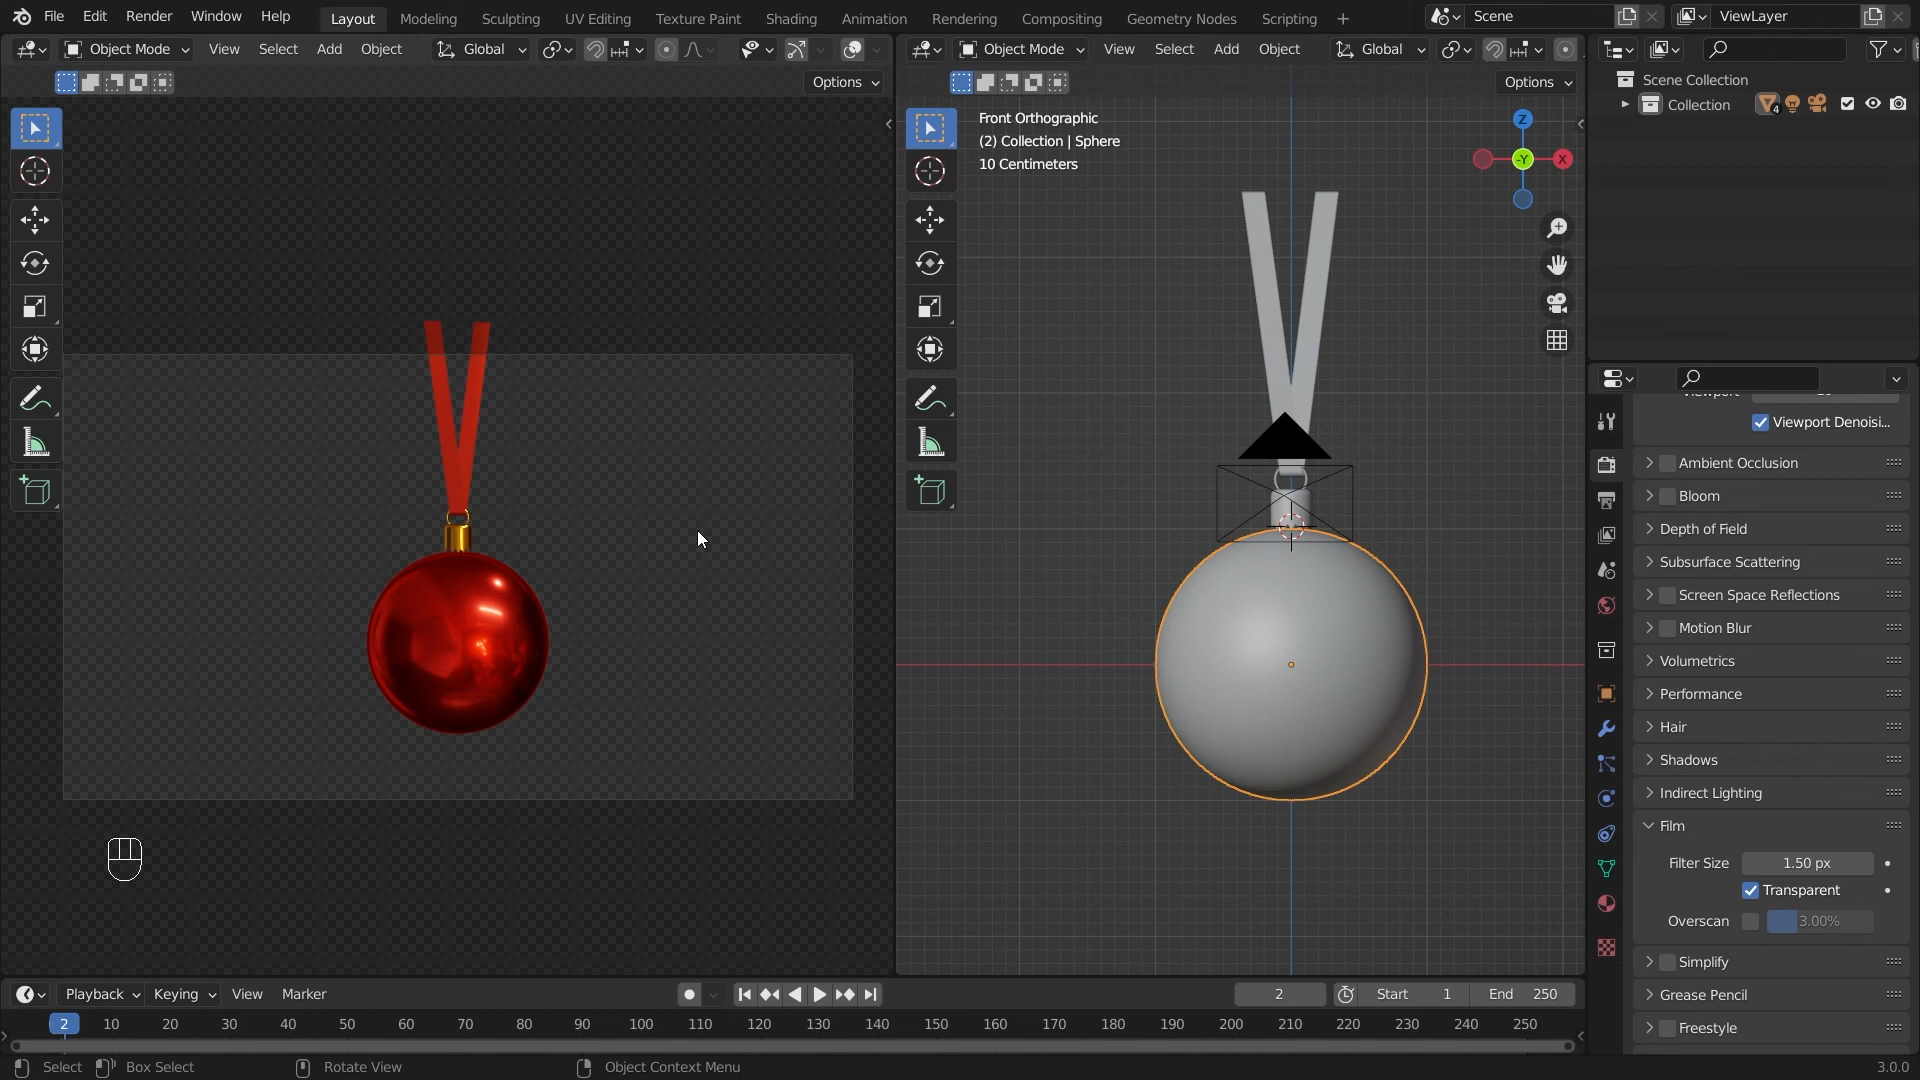 File Edit Render Window Help Layout Modeling Sculpting UV Editing Texture Paint Shading Animation Rendering Compositing Geometry Nodes Scripting + Scene ViewLayer
Object Mode View Select Add Object Global Object Mode View Select Add Object Global
Options Options
Scene Collection
Collection 4
Front Orthographic
(2) Collection | Sphere
10 Centimeters
Z
-Y X
Viewport
Viewport Denoisi...
Ambient Occlusion
Bloom
Depth of Field
Subsurface Scattering
Screen Space Reflections
Motion Blur
Volumetrics
Performance
Hair
Shadows
Indirect Lighting
Film
Filter Size 1.50 px
Transparent
Overscan 3.00%
Simplify
Grease Pencil
Freestyle
Playback Keying View Marker 2 Start 1 End 250
2 10 20 30 40 50 60 70 80 90 100 110 120 130 140 150 160 170 180 190 200 210 220 230 240 250
Select Box Select Rotate View Object Context Menu 3.0.0